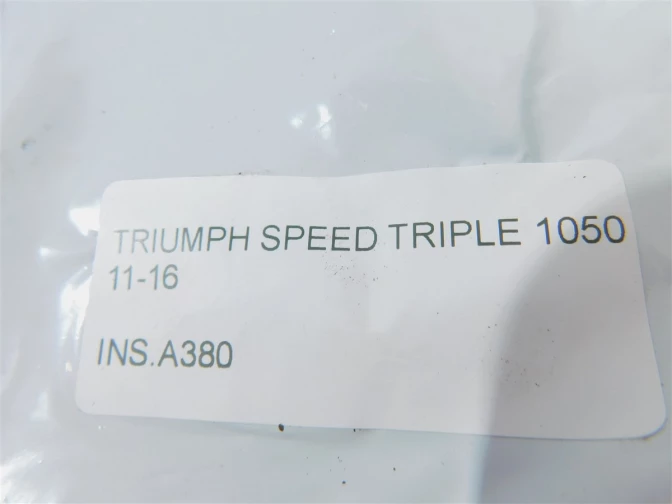 TRIUMPH SPEED TRIPLE 1050
11-16
INS.A380